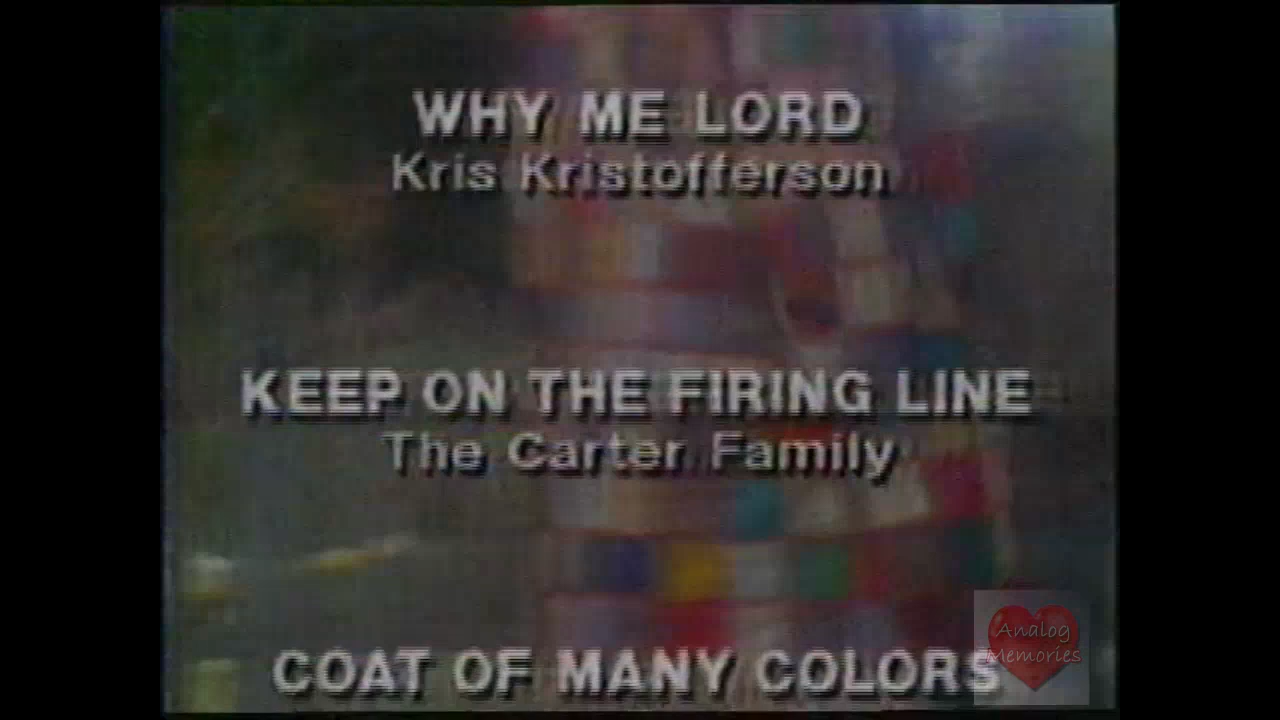 WHY ME LORD
Kris Kristofferson
KEEP ON THE FIRING LINE
The Carter Family
COAT OF MANY COLORS
Analog
Memories